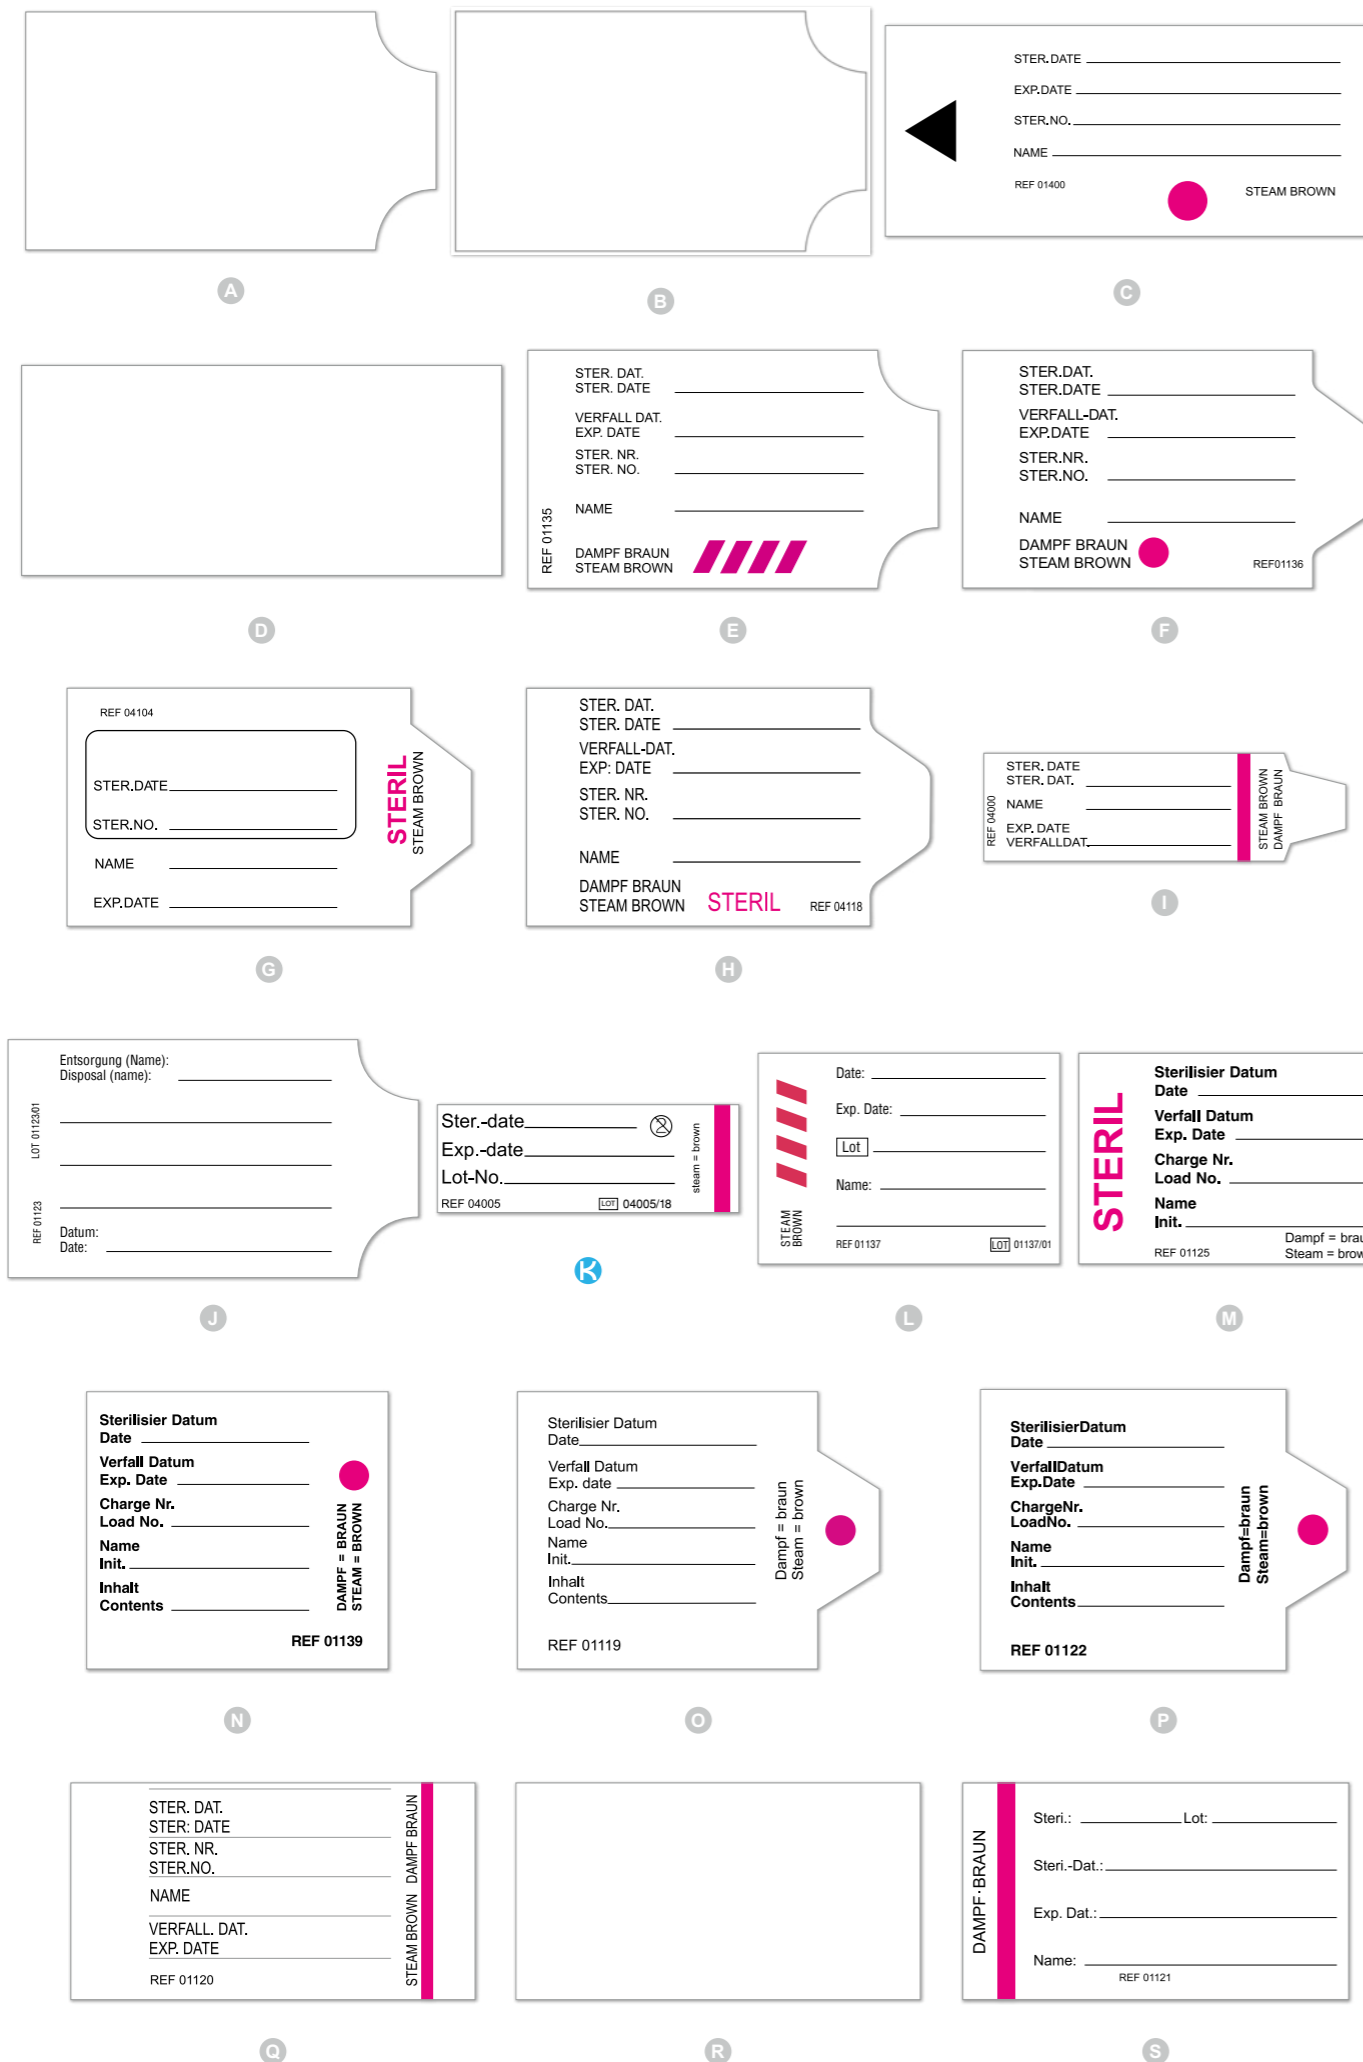 A
B
STER.DATE
EXP.DATE
STER.NO.
NAME
REF 01400
STEAM BROWN
C
D
STER. DAT.
STER. DATE
VERFALL DAT.
EXP. DATE
STER. NR.
STER. NO.
NAME
DAMPF BRAUN
STEAM BROWN
REF 01135
E
STER.DAT.
STER.DATE
VERFALL-DAT.
EXP.DATE
STER.NR.
STER.NO.
NAME
DAMPF BRAUN
STEAM BROWN
REF01136
F
REF 04104
STER.DATE
STER.NO.
NAME
EXP.DATE
STERIL
STEAM BROWN
G
STER. DAT.
STER. DATE
VERFALL-DAT.
EXP: DATE
STER. NR.
STER. NO.
NAME
DAMPF BRAUN
STEAM BROWN
STERIL
REF 04118
H
REF 04000
STER. DATE
STER. DAT.
NAME
EXP. DATE
VERFALLDAT.
STEAM BROWN
DAMPF BRAUN
I
Entsorgung (Name):
Disposal (name):
LOT 01123/01
REF 01123
Datum:
Date:
J
Ster.-date
Exp.-date
Lot-No.
REF 04005
LOT 04005/18
steam = brown
2
K
Date:
Exp. Date:
Lot
Name:
STEAM
BROWN
REF 01137
LOT 01137/01
L
STERIL
Sterilisier Datum
Date
Verfall Datum
Exp. Date
Charge Nr.
Load No.
Name
Init.
Dampf = brau
Steam = brow
REF 01125
M
Sterilisier Datum
Date
Verfall Datum
Exp. Date
Charge Nr.
Load No.
Name
Init.
Inhalt
Contents
DAMPF = BRAUN
STEAM = BROWN
REF 01139
N
Sterilisier Datum
Date
Verfall Datum
Exp. date
Charge Nr.
Load No.
Name
Init.
Inhalt
Contents
REF 01119
Dampf = braun
Steam = brown
O
SterilisierDatum
Date
VerfallDatum
Exp.Date
ChargeNr.
LoadNo.
Name
Init.
Inhalt
Contents
REF 01122
Dampf=braun
Steam=brown
P
STER. DAT.
STER: DATE
STER. NR.
STER.NO.
NAME
VERFALL. DAT.
EXP. DATE
REF 01120
STEAM BROWN DAMPF BRAUN
Q
R
DAMPF·BRAUN
Steri.: Lot:
Steri.-Dat.:
Exp. Dat.:
Name:
REF 01121
S